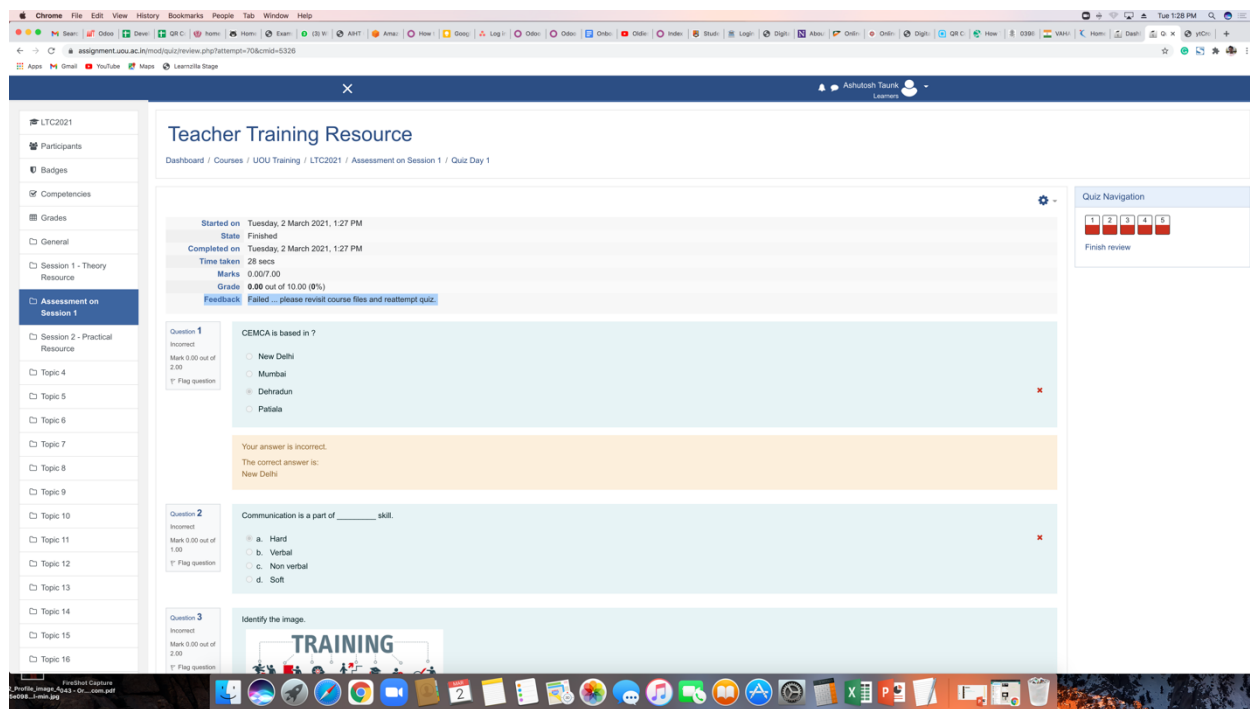 Chrome File Edit View History Bookmarks People Tab Window Help
Tue 1:28 PM
assignment.uou.ac.in/mod/quiz/review.php?attempt=70&cmid=5326
Apps Gmail YouTube Maps Learnzilla Stage
Ashutosh Taunk
Learners
LTC2021
Participants
Badges
Competencies
Grades
General
Session 1 - Theory
Resource
Assessment on
Session 1
Session 2 - Practical
Resource
Topic 4
Topic 5
Topic 6
Topic 7
Topic 8
Topic 9
Topic 10
Topic 11
Topic 12
Topic 13
Topic 14
Topic 15
Topic 16
Teacher Training Resource
Dashboard / Courses / UOU Training / LTC2021 / Assessment on Session 1 / Quiz Day 1
Started on Tuesday, 2 March 2021, 1:27 PM
State Finished
Completed on Tuesday, 2 March 2021, 1:27 PM
Time taken 28 secs
Marks 0.00/7.00
Grade 0.00 out of 10.00 (0%)
Feedback Failed ... please revisit course files and reattempt quiz.
Question 1
Incorrect
Mark 0.00 out of
2.00
Flag question
CEMCA is based in ?
New Delhi
Mumbai
Dehradun
Patiala
Your answer is incorrect.
The correct answer is:
New Delhi
Question 2
Incorrect
Mark 0.00 out of
1.00
Flag question
Communication is a part of _________ skill.
a. Hard
b. Verbal
c. Non verbal
d. Soft
Question 3
Incorrect
Mark 0.00 out of
2.00
Flag question
Identify the image.
TRAINING
Quiz Navigation
1 2 3 4 5
Finish review
FireShot Capture
MAR
2